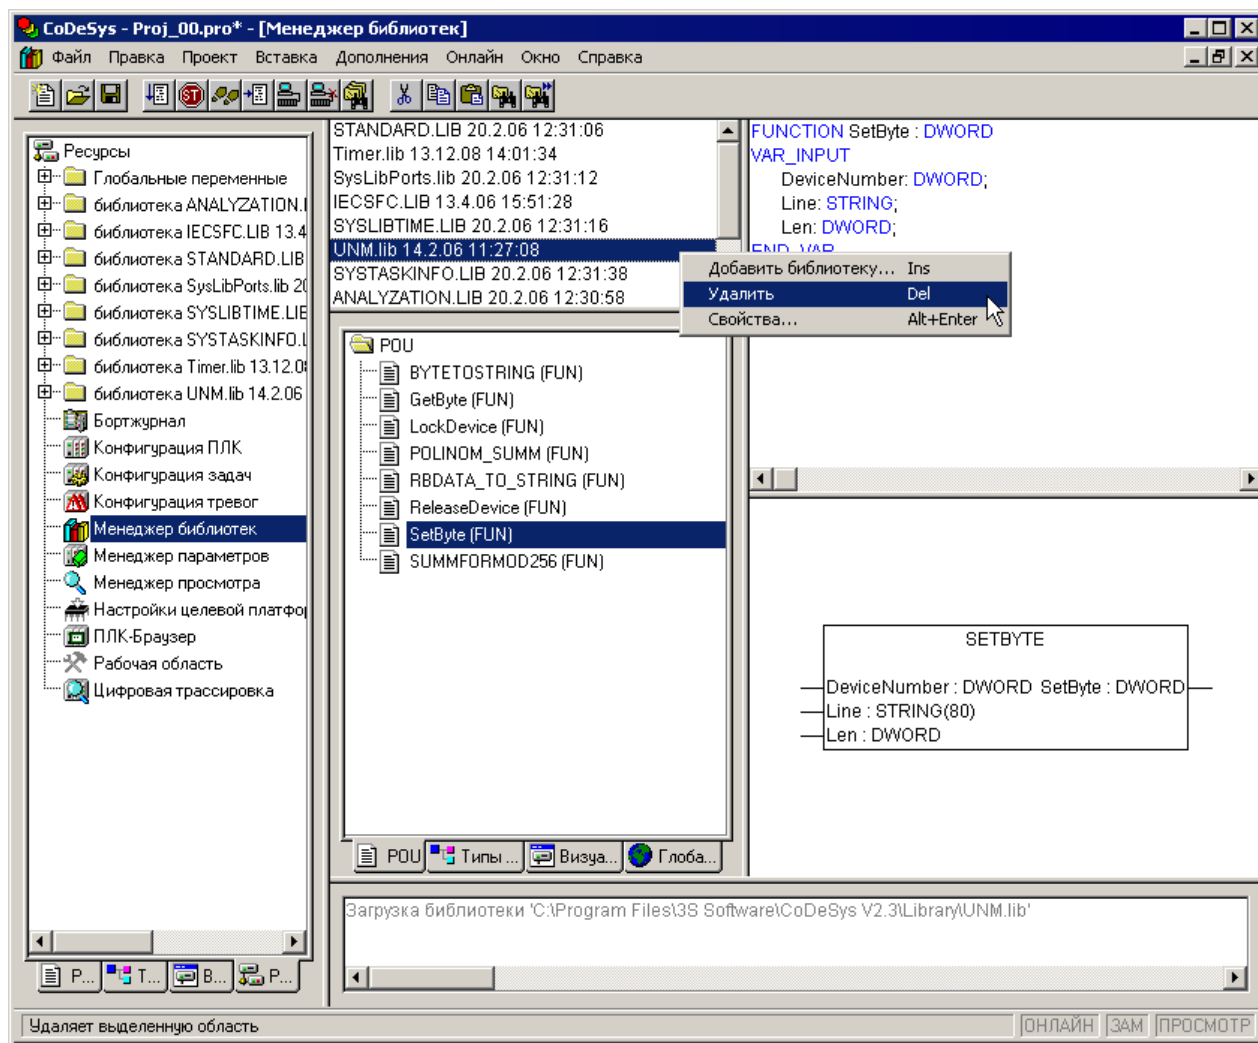 CoDeSys - Proj_00.pro* - [Менеджер библиотек]
Файл Правка Проект Вставка Дополнения Онлайн Окно Справка
Ресурсы
Глобальные переменные
библиотека ANALYZATION.
библиотека IECSFC.LIB 13.4
библиотека STANDARD.LIB
библиотека SysLibPorts.lib 20
библиотека SYSLIBTIME.LIB
библиотека SYSTASKINFO.L
библиотека Timer.lib 13.12.0
библиотека UNM.lib 14.2.06
Бортжурнал
Конфигурация ПЛК
Конфигурация задач
Конфигурация тревог
Менеджер библиотек
Менеджер параметров
Менеджер просмотра
Настройки целевой платфо
ПЛК-Браузер
Рабочая область
Цифровая трассировка
Р... Т... В... Р...
STANDARD.LIB 20.2.06 12:31:06
Timer.lib 13.12.08 14:01:34
SysLibPorts.lib 20.2.06 12:31:12
IECSFC.LIB 13.4.06 15:51:28
SYSLIBTIME.LIB 20.2.06 12:31:16
UNM.lib 14.2.06 11:27:08
SYSTASKINFO.LIB 20.2.06 12:31:38
ANALYZATION.LIB 20.2.06 12:30:58
POU
BYTETOSTRING (FUN)
GetByte (FUN)
LockDevice (FUN)
POLINOM_SUMM (FUN)
RBDATA_TO_STRING (FUN)
ReleaseDevice (FUN)
SetByte (FUN)
SUMMFORMOD256 (FUN)
POU Типы ... Визуа... Глоба...
FUNCTION SetByte : DWORD
VAR_INPUT
DeviceNumber: DWORD;
Line: STRING;
Len: DWORD;
END_VAR
Добавить библиотеку... Ins
Удалить Del
Свойства... Alt+Enter
SETBYTE
DeviceNumber : DWORD SetByte : DWORD
Line : STRING(80)
Len : DWORD
Загрузка библиотеки 'C:\Program Files\3S Software\CoDeSys V2.3\Library\UNM.lib'
Удаляет выделенную область ОНЛАЙН ЗАМ ПРОСМОТР